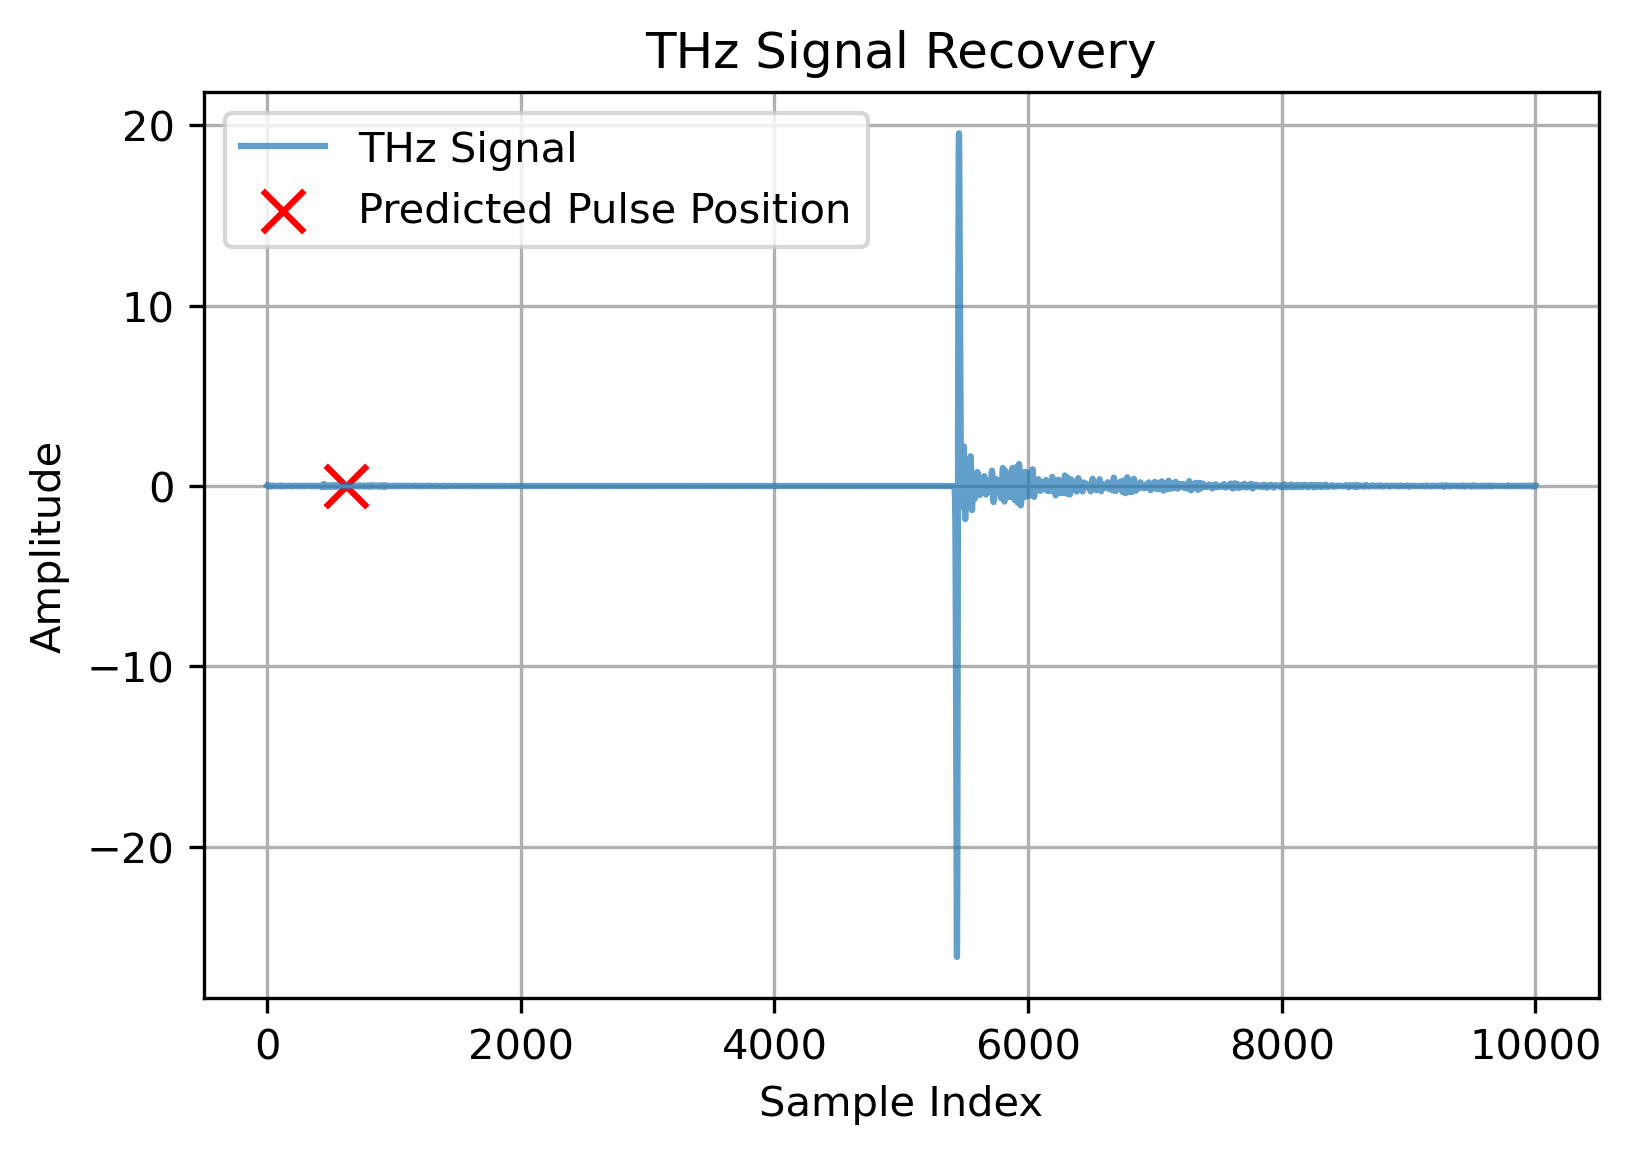 THz Signal Recovery
THz Signal
Predicted Pulse Position
20
10
0
−10
−20
Amplitude
0 2000 4000 6000 8000 10000
Sample Index